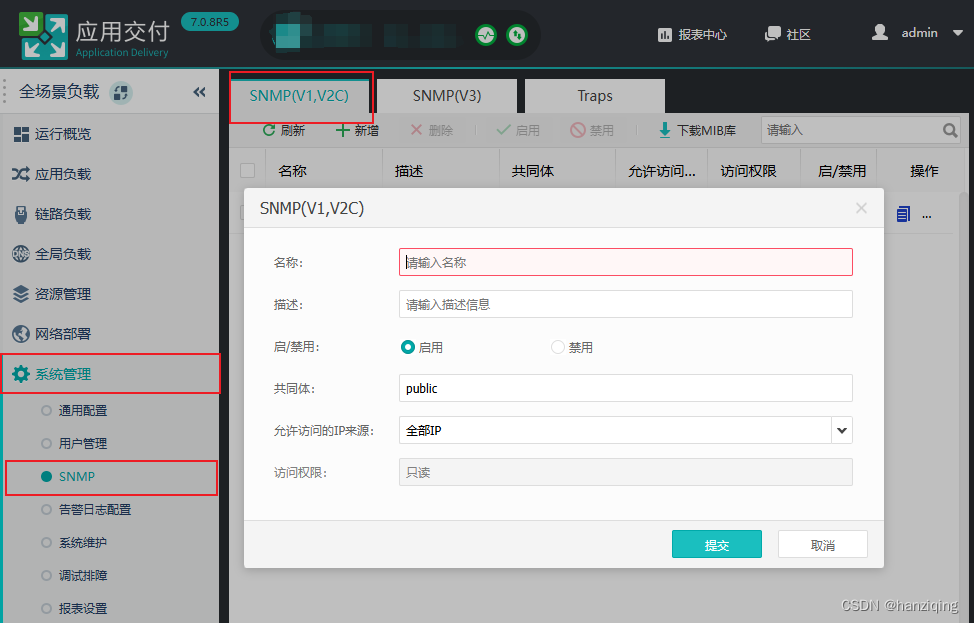 应用交付
7.0.8R5
Application Delivery
报表中心
社区
admin
全场景负载
SNMP(V1,V2C)
SNMP(V3)
Traps
刷新
新增
删除
启用
禁用
下载MIB库
请输入
运行概览
名称
描述
共同体
允许访问...
访问权限
启/禁用
操作
应用负载
链路负载
...
全局负载
资源管理
网络部署
系统管理
通用配置
用户管理
SNMP
告警日志配置
系统维护
调试排障
报表设置
SNMP(V1,V2C)
名称:
请输入名称
描述:
请输入描述信息
启/禁用:
启用
禁用
共同体:
public
允许访问的IP来源:
全部IP
访问权限:
只读
提交
取消
CSDN @hanziqing